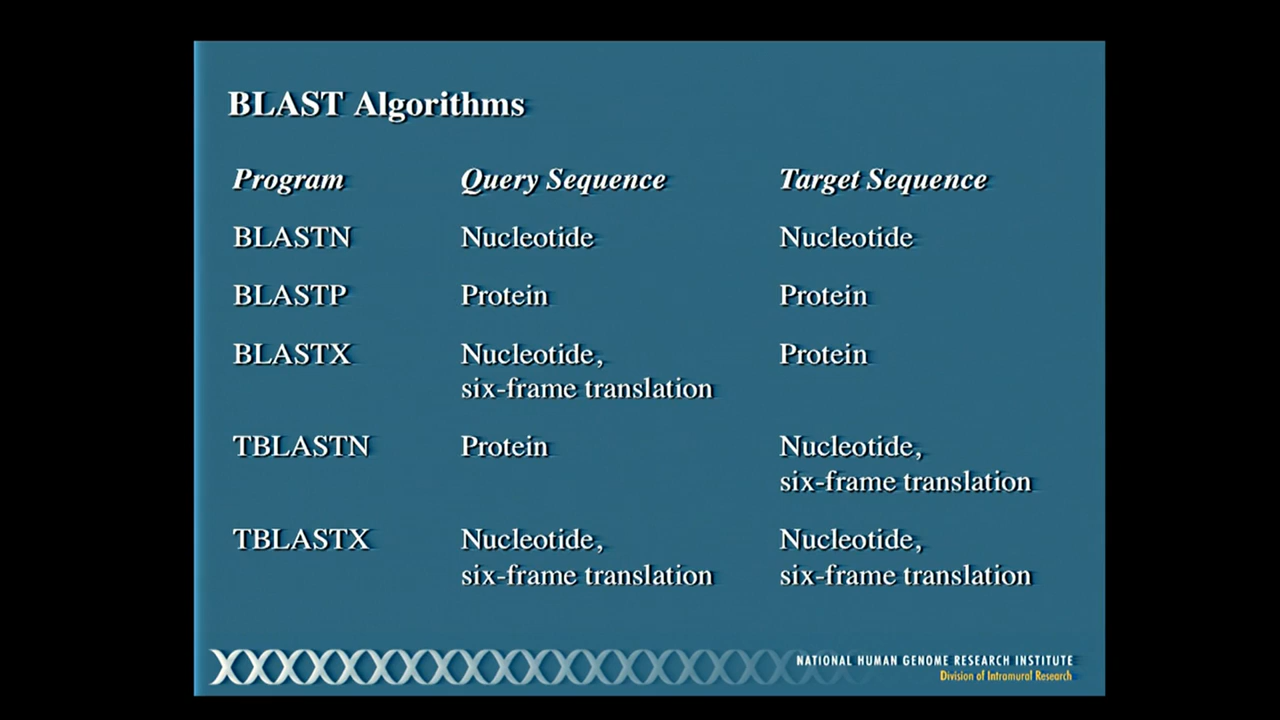 BLAST Algorithms
Program Query Sequence Target Sequence
BLASTN Nucleotide Nucleotide
BLASTP Protein Protein
BLASTX Nucleotide, Protein
six-frame translation
TBLASTN Protein Nucleotide,
six-frame translation
TBLASTX Nucleotide, Nucleotide,
six-frame translation six-frame translation
NATIONAL HUMAN GENOME RESEARCH INSTITUTE
Division of Intramural Research